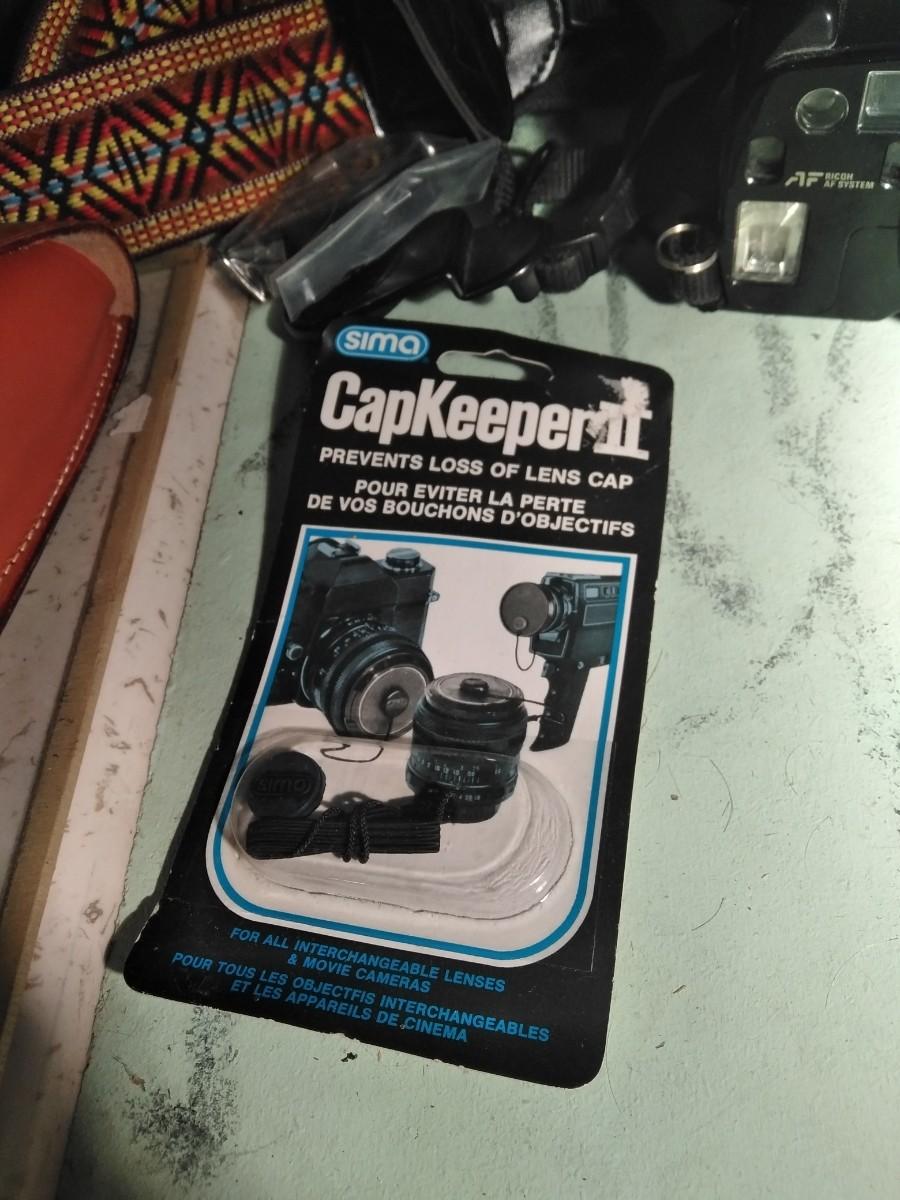 AF RICOH
AF SYSTEM
sima
CapKeeper II
PREVENTS LOSS OF LENS CAP
POUR EVITER LA PERTE
DE VOS BOUCHONS D'OBJECTIFS
sima
FOR ALL INTERCHANGEABLE LENSES
& MOVIE CAMERAS
POUR TOUS LES OBJECTFIS INTERCHANGEABLES
ET LES APPAREILS DE CINEMA